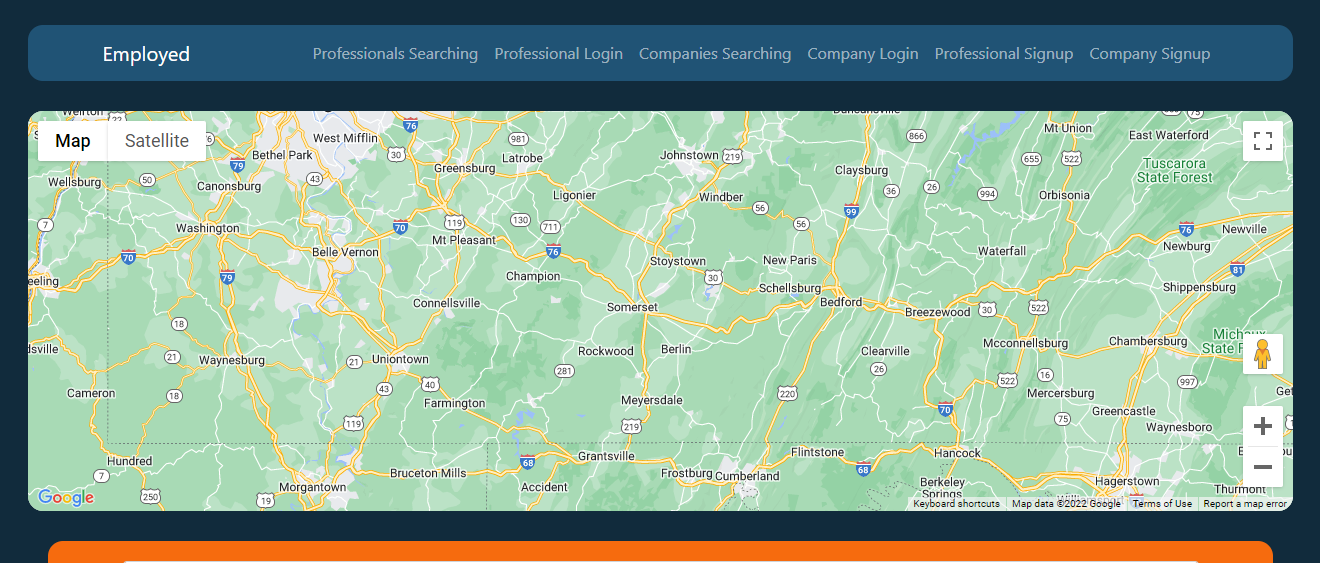 Employed
Professionals Searching Professional Login Companies Searching Company Login Professional Signup Company Signup
Map Satellite
Weirton
22
76
981
866
75
Mt Union
East Waterford
West Mifflin
Bethel Park
30
Latrobe
Johnstown 219
655 522
Tuscarora
State Forest
79
Greensburg
Claysburg
Wellsburg
50
Canonsburg
43
Ligonier
Windber
36
26
994
Orbisonia
56
99
7
Washington
70
119
130
711
56
76
Newville
Mt Pleasant
Newburg
70
Belle Vernon
76
Waterfall
Stoystown
New Paris
81
79
Champion
30
Schellsburg
Shippensburg
Connellsville
Somerset
Bedford
Breezewood
30
522
18
Mcconnellsburg
Chambersburg
21
Waynesburg
21
Uniontown
Rockwood
Berlin
Clearville
281
26
522
16
997
Cameron
18
43
40
220
Mercersburg
Farmington
Meyersdale
70
Greencastle
119
219
75
Waynesboro
Hundred
68
Grantsville
Flintstone
Hancock
7
Bruceton Mills
Frostburg
Cumberland
68
Morgantown
Accident
Berkeley
Springs
Hagerstown
Thurmont
250
19
Google
Keyboard shortcuts Map data ©2022 Google Terms of Use Report a map error